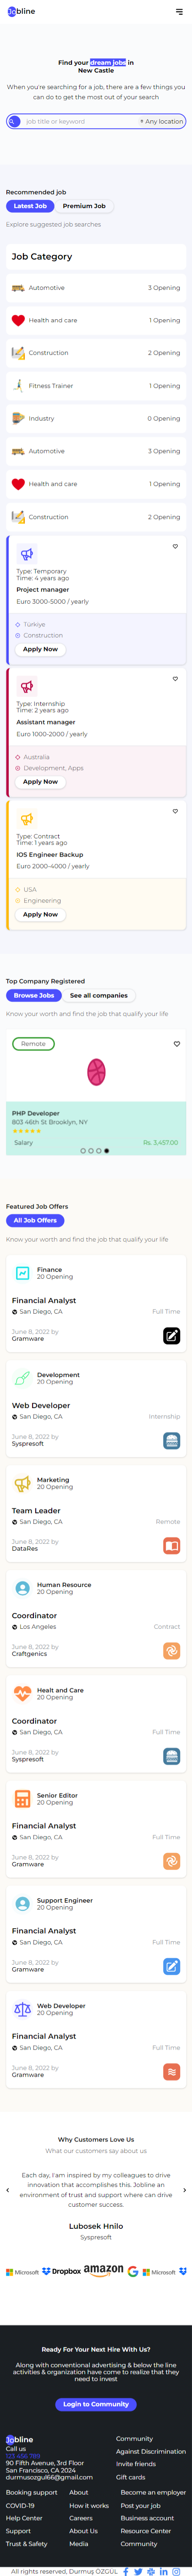 Jobline
Find your dream jobs in
New Castle
When you're searching for a job, there are a few things you
can do to get the most out of your search
job title or keyword
Any location
Recommended job
Latest Job
Premium Job
Explore suggested job searches
Job Category
Automotive 3 Opening
Health and care 1 Opening
Construction 2 Opening
Fitness Trainer 1 Opening
Industry 0 Opening
Automotive 3 Opening
Health and care 1 Opening
Construction 2 Opening
Type: Temporary
Time: 4 years ago
Project manager
Euro 3000-5000 / yearly
Türkiye
Construction
Apply Now
Type: Internship
Time: 2 years ago
Assistant manager
Euro 1000-2000 / yearly
Australia
Development, Apps
Apply Now
Type: Contract
Time: 1 years ago
IOS Engineer Backup
Euro 2000-4000 / yearly
USA
Engineering
Apply Now
Top Company Registered
Browse Jobs
See all companies
Know your worth and find the job that qualify your life
Remote
PHP Developer
803.46th St Brooklyn, NY
Salary Rs. 3,457.00
Featured Job Offers
All Job Offers
Know your worth and find the job that qualify your life
Finance
20 Opening
Financial Analyst
San Diego, CA Full Time
June 8, 2022 by
Gramware
Development
20 Opening
Web Developer
San Diego, CA Internship
June 8, 2022 by
Syspresoft
Marketing
20 Opening
Team Leader
San Diego, CA Remote
June 8, 2022 by
DataRes
Human Resource
20 Opening
Coordinator
Los Angeles Contract
June 8, 2022 by
Craftgenics
Healt and Care
20 Opening
Coordinator
San Diego, CA Full Time
June 8, 2022 by
Syspresoft
Senior Editor
20 Opening
Financial Analyst
San Diego, CA Full Time
June 8, 2022 by
Gramware
Support Engineer
20 Opening
Financial Analyst
San Diego, CA Full Time
June 8, 2022 by
Gramware
Web Developer
20 Opening
Financial Analyst
San Diego, CA Full Time
June 8, 2022 by
Gramware
Why Customers Love Us
What our customers say about us
Each day, I am inspired by my colleagues to drive
innovation that accomplishes this. Jobline an
environment of trust and support where can drive
customer success.
Lubosek Hnilo
Syspresoft
Microsoft Dropbox amazon Microsoft
Ready For Your Next Hire With Us?
Along with conventional advertising & below the line
activities & organization have come to realize that they
need to invest
Login to Community
Jobline
Call us
123 456 789
90 Fifth Avenue, 3rd Floor
San Francisco, CA 2024
durmusozgul66@gmail.com
Community
Against Discrimination
Invite friends
Gift cards
Booking support
COVID-19
Help Center
Support
Trust & Safety
About
How it works
Careers
About Us
Media
Become an employer
Post your job
Business account
Resource Center
Community
All rights reserved, Durmuş ÖZGÜL